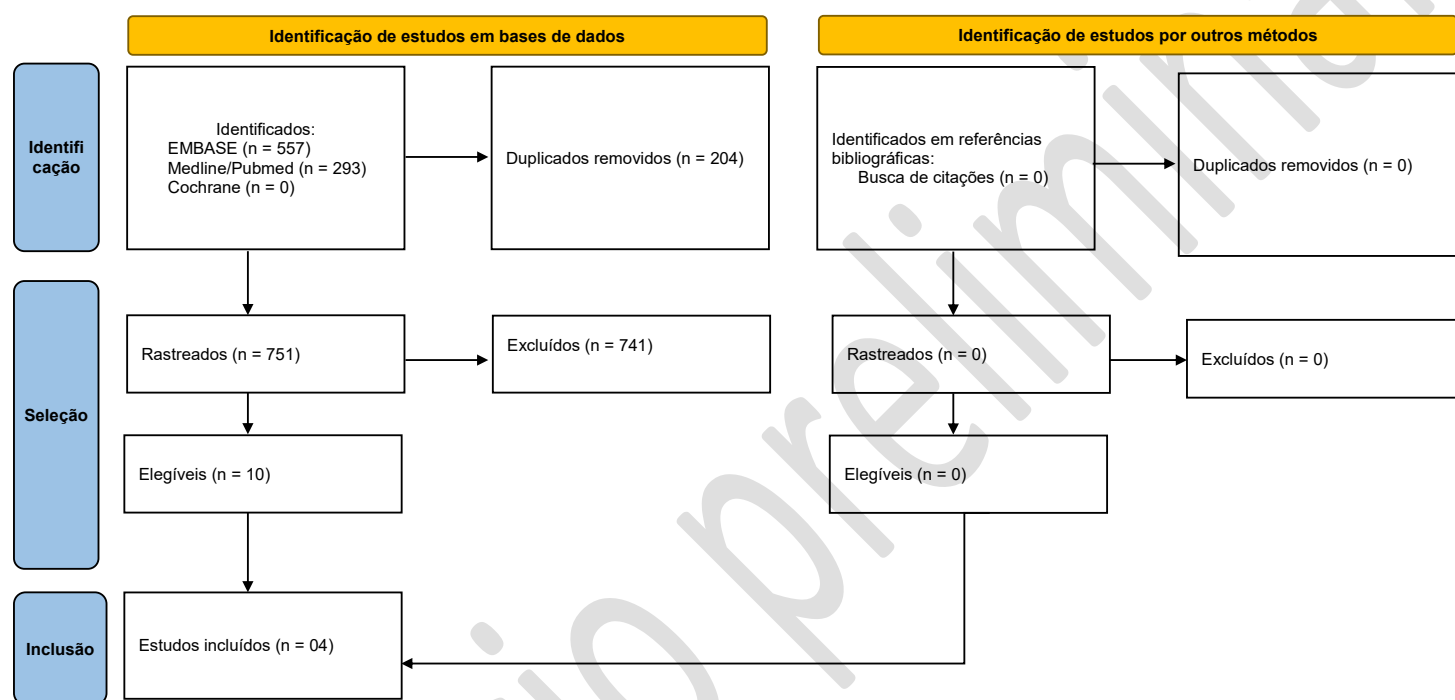 Identificação de estudos em bases de dados
Identificação de estudos por outros métodos
Identifi
cação
Identificados:
EMBASE (n = 557)
Medline/Pubmed (n = 293)
Cochrane (n = 0)
Duplicados removidos (n = 204)
Identificados em referências
bibliográficas:
Busca de citações (n = 0)
Duplicados removidos (n = 0)
Seleção
Rastreados (n = 751)
Excluídos (n = 741)
Rastreados (n = 0)
Excluídos (n = 0)
Elegíveis (n = 10)
Elegíveis (n = 0)
Inclusão
Estudos incluídos (n = 04)